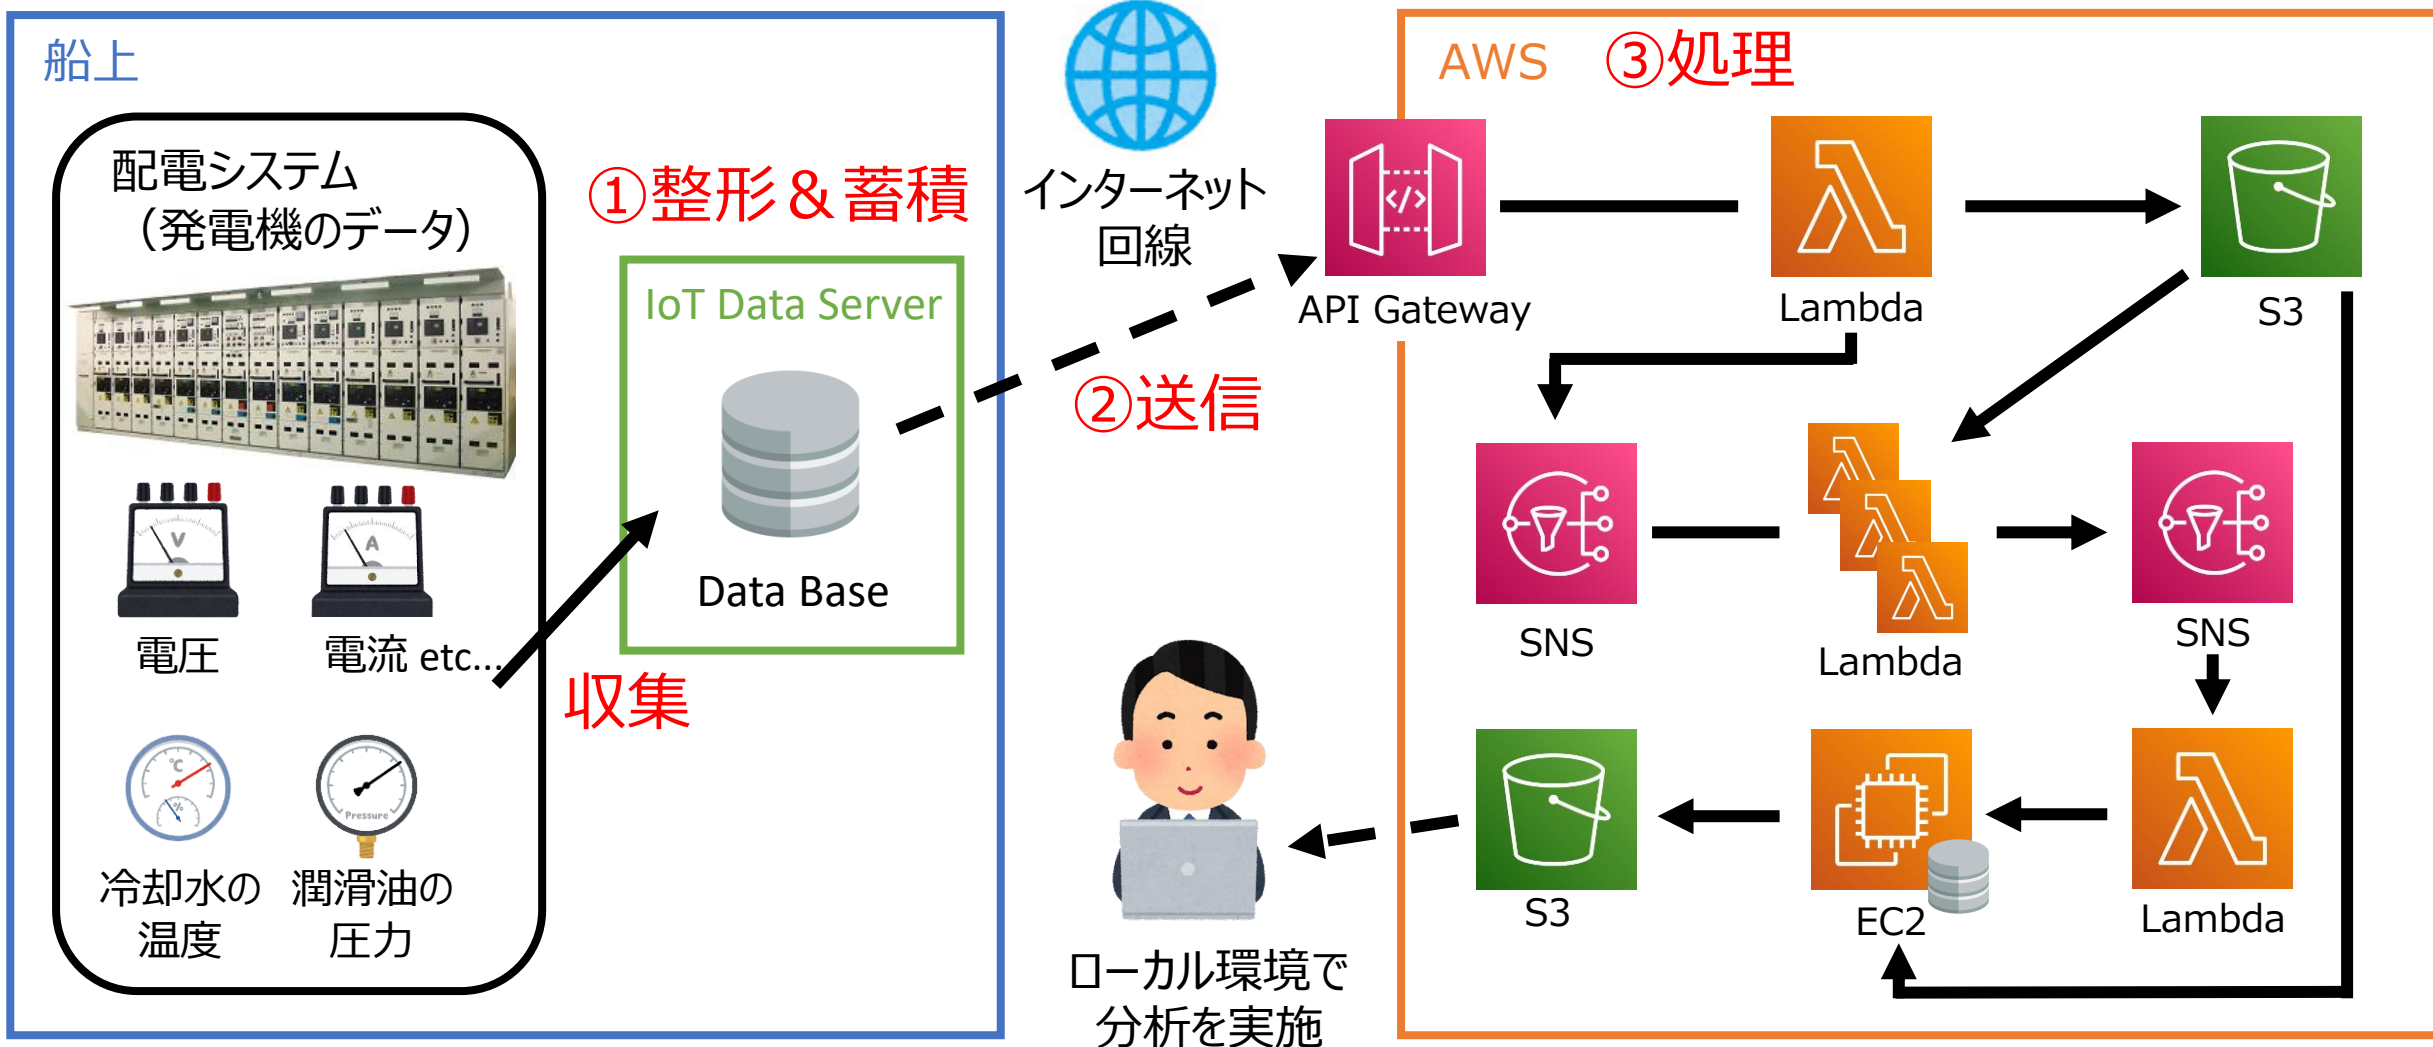 船上
配電システム
（発電機のデータ）
①整形＆蓄積
IoT Data Server
Data Base
V
A
電圧
電流 etc...
収集
℃
%
Pressure
冷却水の
温度
潤滑油の
圧力
インターネット
回線
②送信
ローカル環境で
分析を実施
AWS
③処理
</>
API Gateway
Lambda
S3
SNS
Lambda
SNS
S3
EC2
Lambda